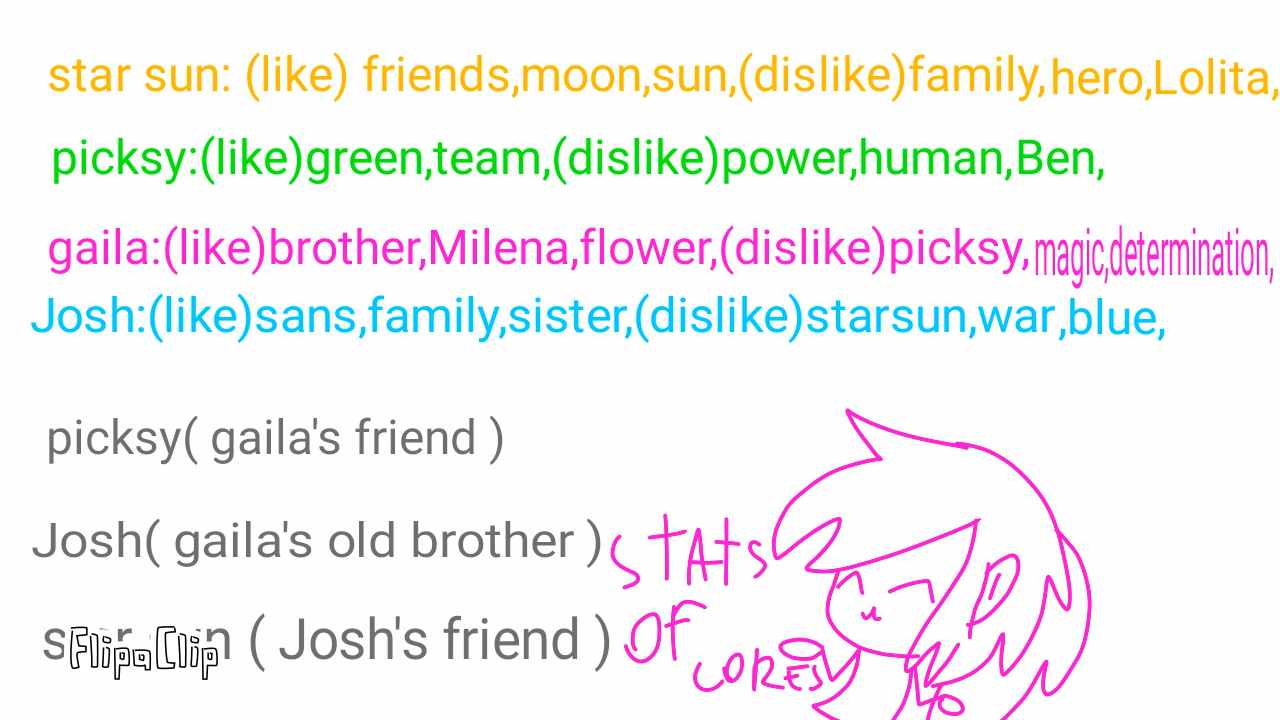 star sun: (like) friends,moon,sun,(dislike)family,hero,Lolita,
picksy:(like)green,team,(dislike)power,human,Ben,
gaila:(like)brother,Milena,flower,(dislike)picksy,magic,determination,
Josh:(like)sans,family,sister,(dislike)starsun,war,blue,
picksy( gaila's friend )
Josh( gaila's old brother )
star sun ( Josh's friend )
FlipaClip
STATS
OF
CORES